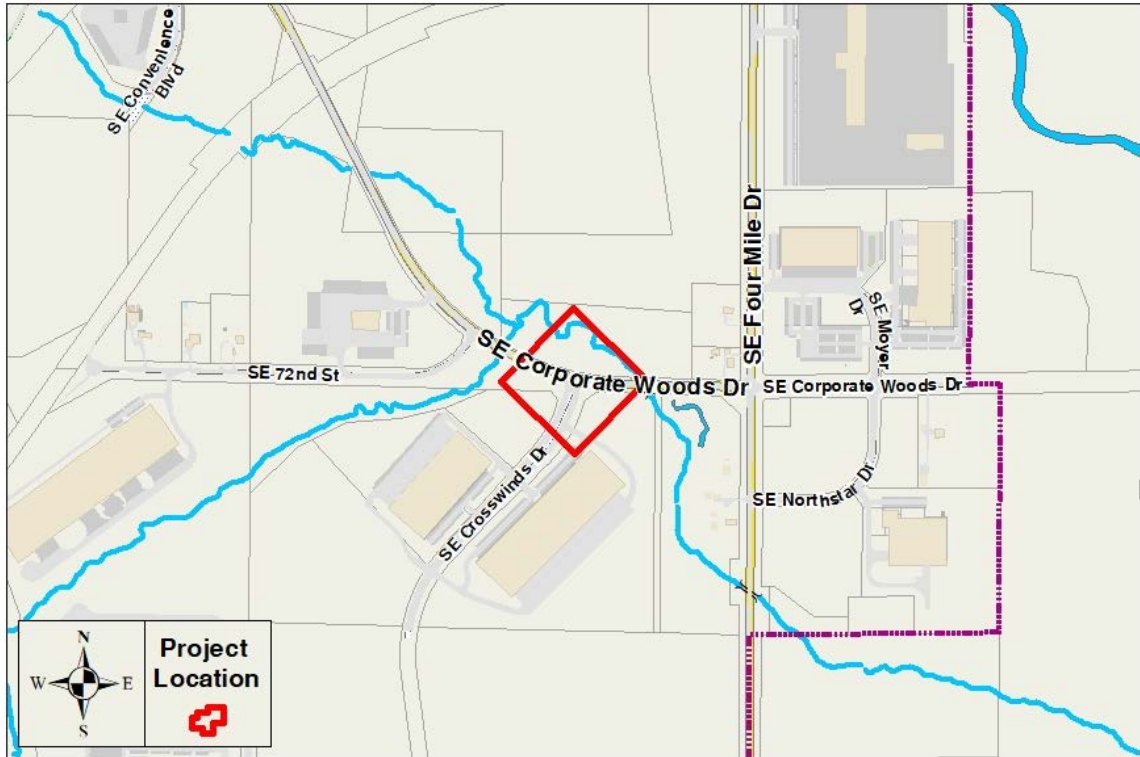 SE Convenience
Blvd
SE Four Mile Dr
SE Moyer
Dr
SE 72nd St
SE Corporate Woods Dr
SE Corporate Woods Dr
SE Crosswinds Dr
SE Northstar Dr
N
W E
S
Project
Location